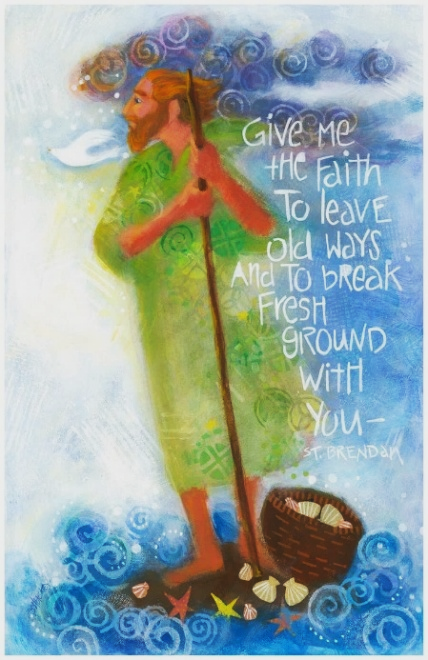 Give me
the Faith
To leave
old ways
And To break
Fresh
ground
with
You—
ST. BRENDAN